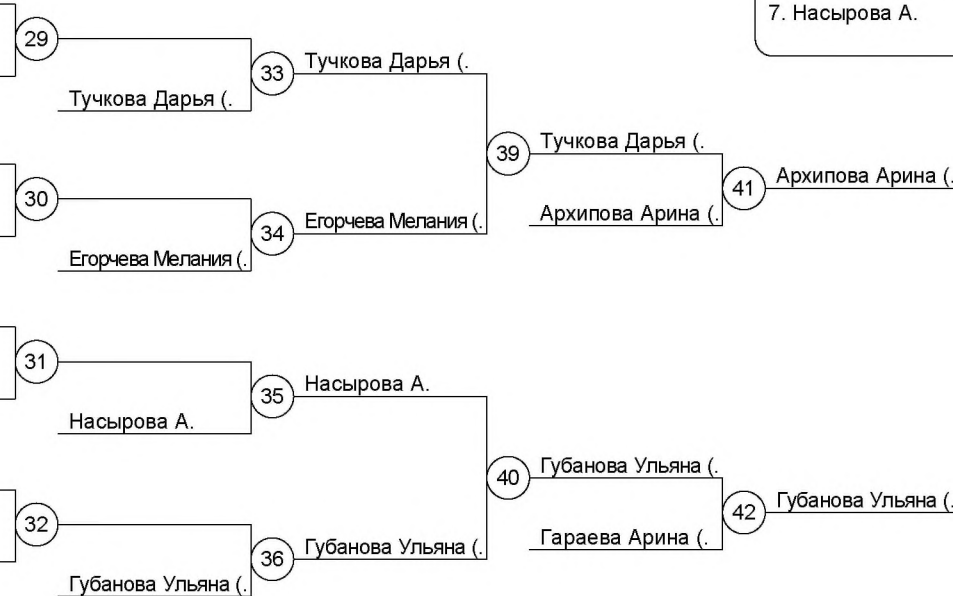 7. Насырова А.
29
33
Тучкова Дарья (.
Тучкова Дарья (.
39
Тучкова Дарья (.
30
41
Архипова Арина (.
34
Егорчева Мелания (.
Архипова Арина (.
Егорчева Мелания (.
31
35
Насырова А.
Насырова А.
40
Губанова Ульяна (.
32
42
Губанова Ульяна (.
36
Губанова Ульяна (.
Гараева Арина (.
Губанова Ульяна (.